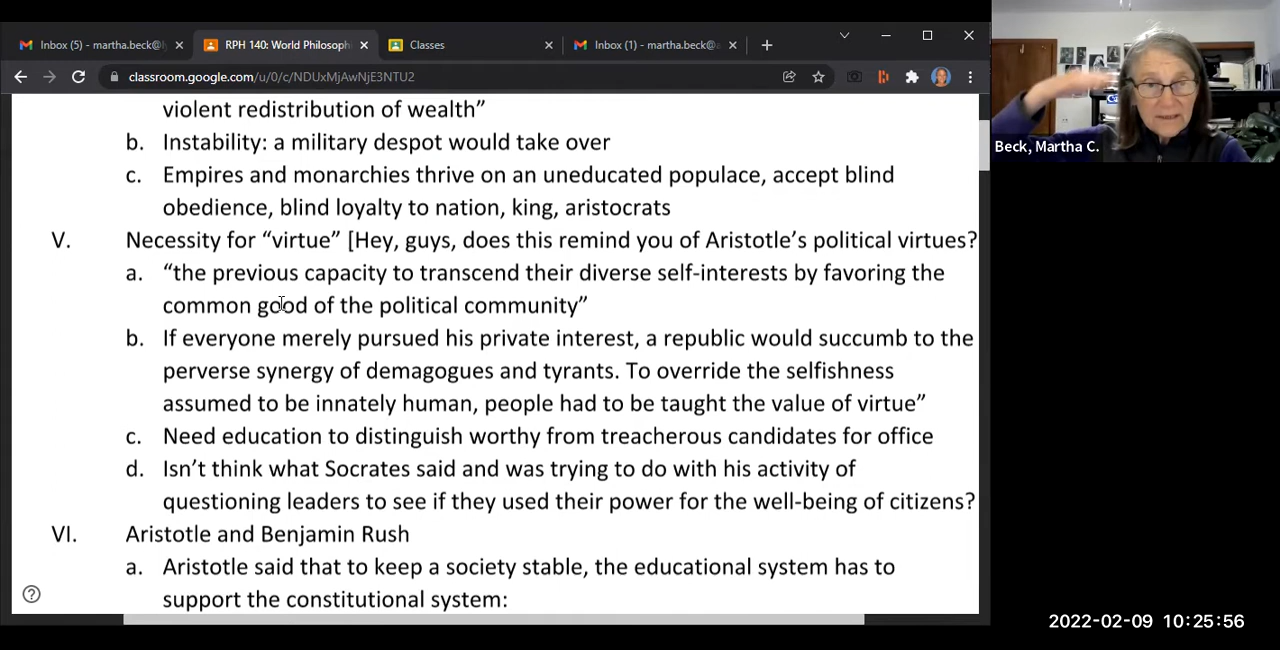 Inbox (5) - martha.beck@l
RPH 140: World Philosoph
Classes
Inbox (1) - martha.beck@a
classroom.google.com/u/0/c/NDUxMjAwNjE3NTU2
violent redistribution of wealth”
b. Instability: a military despot would take over
c. Empires and monarchies thrive on an uneducated populace, accept blind
obedience, blind loyalty to nation, king, aristocrats
V. Necessity for “virtue” [Hey, guys, does this remind you of Aristotle’s political virtues?
a. “the previous capacity to transcend their diverse self-interests by favoring the
common good of the political community”
b. If everyone merely pursued his private interest, a republic would succumb to the
perverse synergy of demagogues and tyrants. To override the selfishness
assumed to be innately human, people had to be taught the value of virtue”
c. Need education to distinguish worthy from treacherous candidates for office
d. Isn’t think what Socrates said and was trying to do with his activity of
questioning leaders to see if they used their power for the well-being of citizens?
VI. Aristotle and Benjamin Rush
a. Aristotle said that to keep a society stable, the educational system has to
support the constitutional system:
Beck, Martha C.
2022-02-09 10:25:56